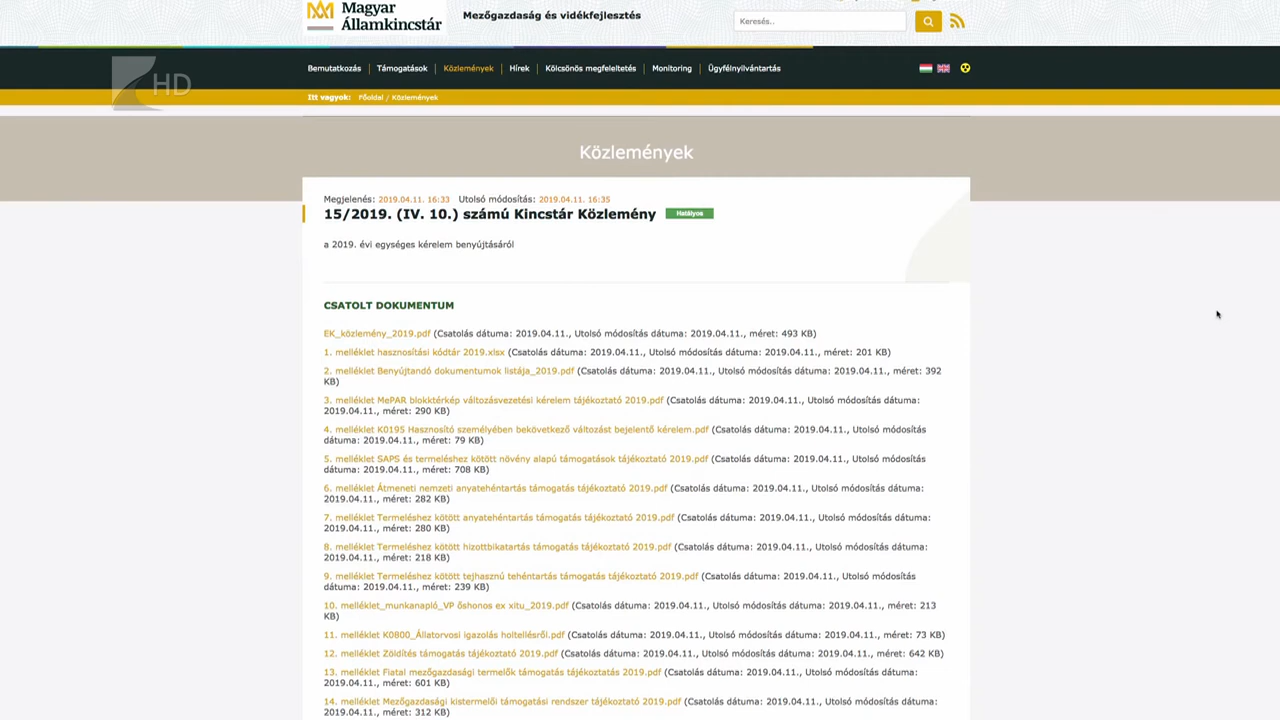 Magyar
Államkincstár
Mezőgazdaság és vidékfejlesztés
Keresés..
HD
Bemutatkozás
Támogatások
Közlemények
Hírek
Kölcsönös megfeleltetés
Monitoring
Ügyfélnyilvántartás
Itt vagyok: Főoldal / Közlemények
Közlemények
Megjelenés: 2019.04.11. 16:33 Utolsó módosítás: 2019.04.11. 16:35
15/2019. (IV. 10.) számú Kincstár Közlemény Hatályos
a 2019. évi egységes kérelem benyújtásáról
CSATOLT DOKUMENTUM
EK_közlemény_2019.pdf (Csatolás dátuma: 2019.04.11., Utolsó módosítás dátuma: 2019.04.11., méret: 493 KB)
1. melléklet hasznosítási kódtár 2019.xlsx (Csatolás dátuma: 2019.04.11., Utolsó módosítás dátuma: 2019.04.11., méret: 201 KB)
2. melléklet Benyújtandó dokumentumok listája_2019.pdf (Csatolás dátuma: 2019.04.11., Utolsó módosítás dátuma: 2019.04.11., méret: 392
KB)
3. melléklet MePAR blokktérkép változásvezetési kérelem tájékoztató 2019.pdf (Csatolás dátuma: 2019.04.11., Utolsó módosítás dátuma:
2019.04.11., méret: 290 KB)
4. melléklet K0195 Hasznosító személyében bekövetkező változást bejelentő kérelem.pdf (Csatolás dátuma: 2019.04.11., Utolsó módosítás
dátuma: 2019.04.11., méret: 79 KB)
5. melléklet SAPS és termeléshez kötött növény alapú támogatások tájékoztató 2019.pdf (Csatolás dátuma: 2019.04.11., Utolsó módosítás
dátuma: 2019.04.11., méret: 708 KB)
6. melléklet Átmeneti nemzeti anyatehéntartás támogatás tájékoztató 2019.pdf (Csatolás dátuma: 2019.04.11., Utolsó módosítás dátuma:
2019.04.11., méret: 282 KB)
7. melléklet Termeléshez kötött anyatehéntartás támogatás tájékoztató 2019.pdf (Csatolás dátuma: 2019.04.11., Utolsó módosítás dátuma:
2019.04.11., méret: 280 KB)
8. melléklet Termeléshez kötött hízottbikatartás támogatás tájékoztató 2019.pdf (Csatolás dátuma: 2019.04.11., Utolsó módosítás dátuma:
2019.04.11., méret: 218 KB)
9. melléklet Termeléshez kötött tejhasznú tehéntartás támogatás tájékoztató 2019.pdf (Csatolás dátuma: 2019.04.11., Utolsó módosítás
dátuma: 2019.04.11., méret: 239 KB)
10. melléklet_munkanapló_VP őshonos ex xitu_2019.pdf (Csatolás dátuma: 2019.04.11., Utolsó módosítás dátuma: 2019.04.11., méret: 213
KB)
11. melléklet K0800_Állatorvosi igazolás holtellésről.pdf (Csatolás dátuma: 2019.04.11., Utolsó módosítás dátuma: 2019.04.11., méret: 73 KB)
12. melléklet Zöldítés támogatás tájékoztató 2019.pdf (Csatolás dátuma: 2019.04.11., Utolsó módosítás dátuma: 2019.04.11., méret: 642 KB)
13. melléklet Fiatal mezőgazdasági termelők támogatás tájékoztatás 2019.pdf (Csatolás dátuma: 2019.04.11., Utolsó módosítás dátuma:
2019.04.11., méret: 601 KB)
14. melléklet Mezőgazdasági kistermelői támogatási rendszer tájékoztató 2019.pdf (Csatolás dátuma: 2019.04.11., Utolsó módosítás dátuma:
2019.04.11., méret: 312 KB)